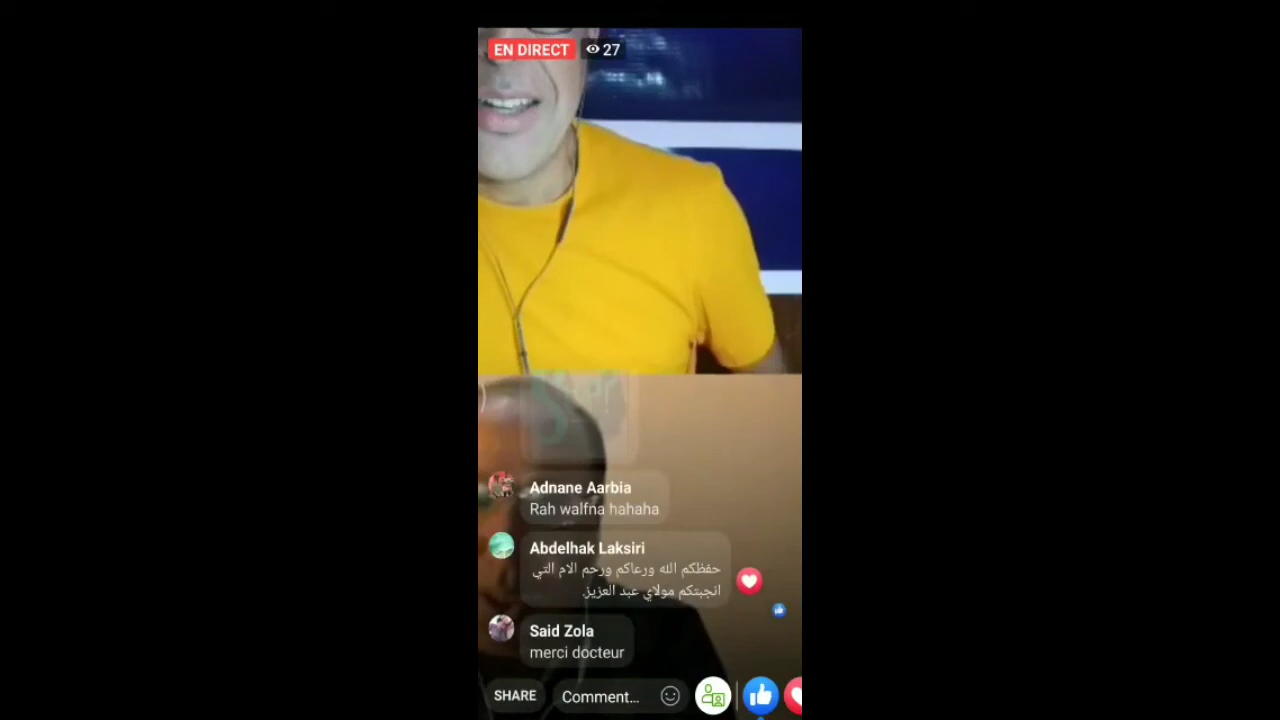 EN DIRECT 27
Adnane Aarbia
Rah walfna hahaha
Abdelhak Laksiri
حفظكم الله ورعاكم ورحم الام التي
انجبتكم مولاي عبد العزيز.
Said Zola
merci docteur
SHARE Comment...